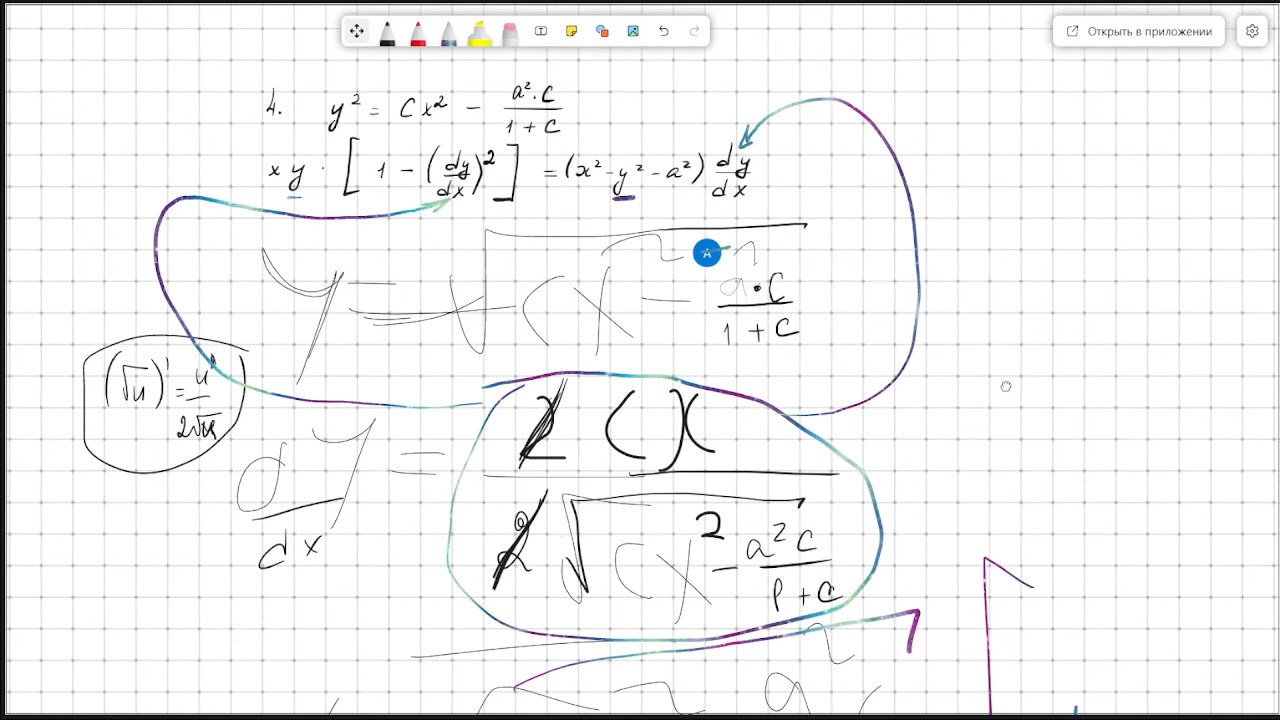 Открыть в приложении
4. y² = Cx² - a²·C / 1 + C
xy · [1 - (dy/dx)²] = (x² - y² - a²) dy/dx
y = √Cx² - a²·C / 1 + C
(√u)' = u' / 2√u
dy/dx = 2Cx / 2√Cx² - a²C / 1 + C